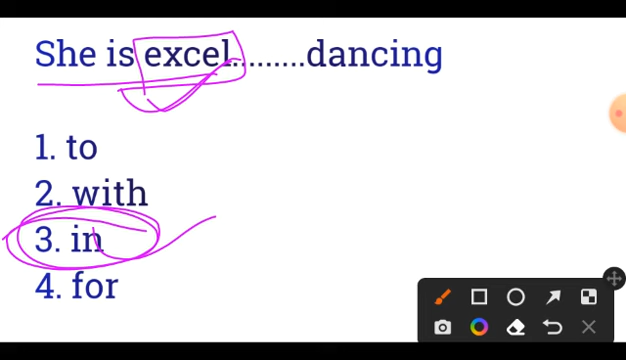 She is excel.........dancing
1. to
2. with
3. in
4. for